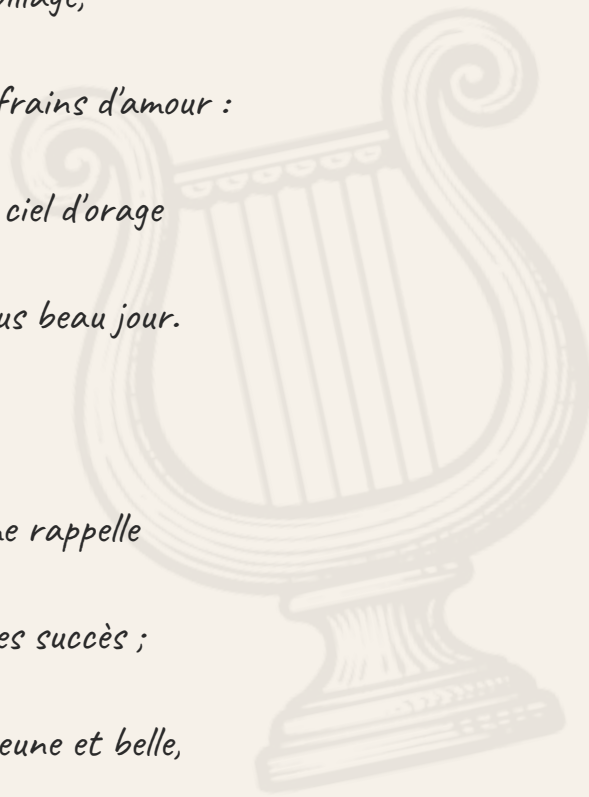 frains d'amour :
ciel d'orage
us beau jour.
e rappelle
es succès ;
eune et belle,